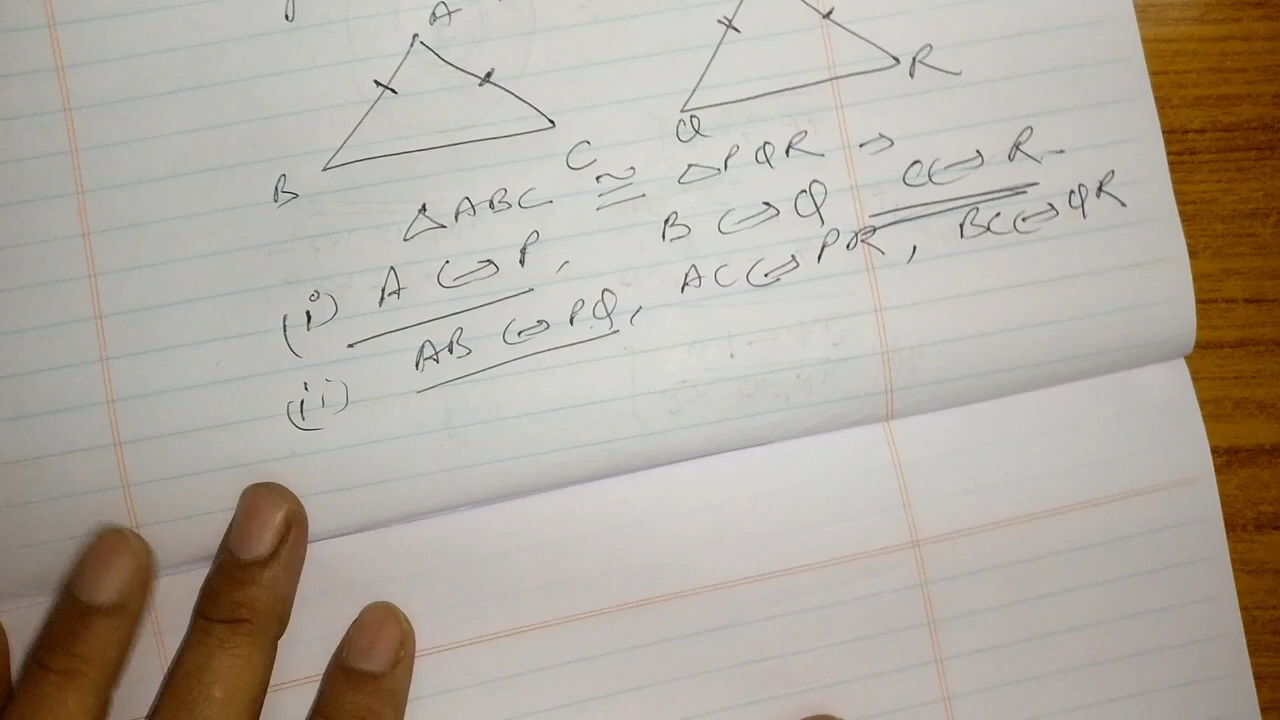 A
R
B
C
Q
△ABC ≅ △PQR →
(i) A ↔ P, B ↔ Q C ↔ R
(ii) AB ↔ PQ, AC ↔ PR, BC ↔ QR